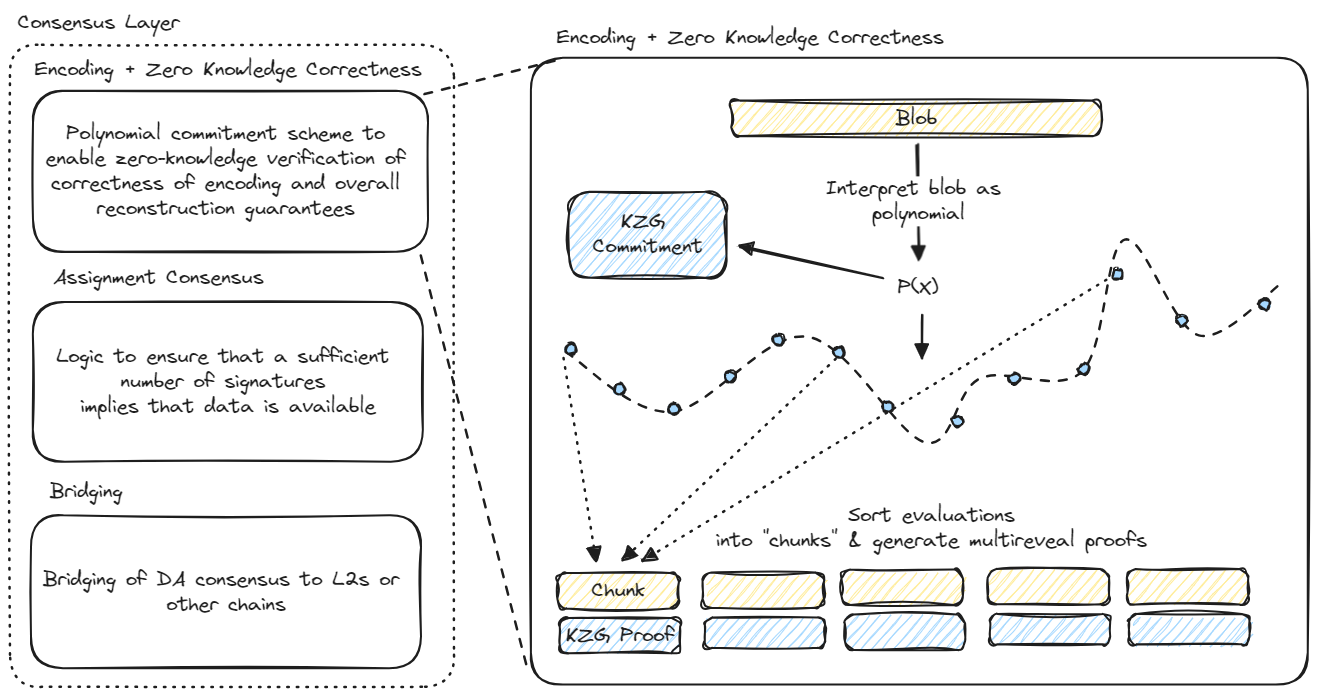 Consensus Layer
Encoding + Zero Knowledge Correctness
Polynomial commitment scheme to
enable zero-knowledge verification of
correctness of encoding and overall
reconstruction guarantees
Assignment Consensus
Logic to ensure that a sufficient
number of signatures
implies that data is available
Bridging
Bridging of DA consensus to L2s or
other chains
Encoding + Zero Knowledge Correctness
Blob
Interpret blob as
polynomial
KZG
Commitment
P(x)
Sort evaluations
into "chunks" & generate multireveal proofs
Chunk
KZG Proof